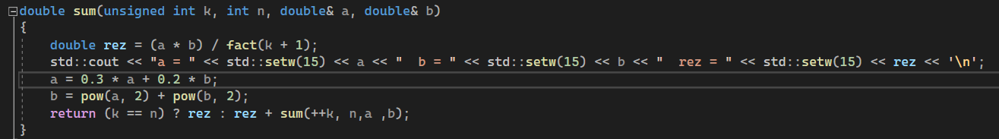 double sum(unsigned int k, int n, double& a, double& b)
{
    double rez = (a * b) / fact(k + 1);
    std::cout << "a = " << std::setw(15) << a << "  b = " << std::setw(15) << b << "  rez = " << std::setw(15) << rez << '\n';
    a = 0.3 * a + 0.2 * b;
    b = pow(a, 2) + pow(b, 2);
    return (k == n) ? rez : rez + sum(++k, n,a ,b);
}